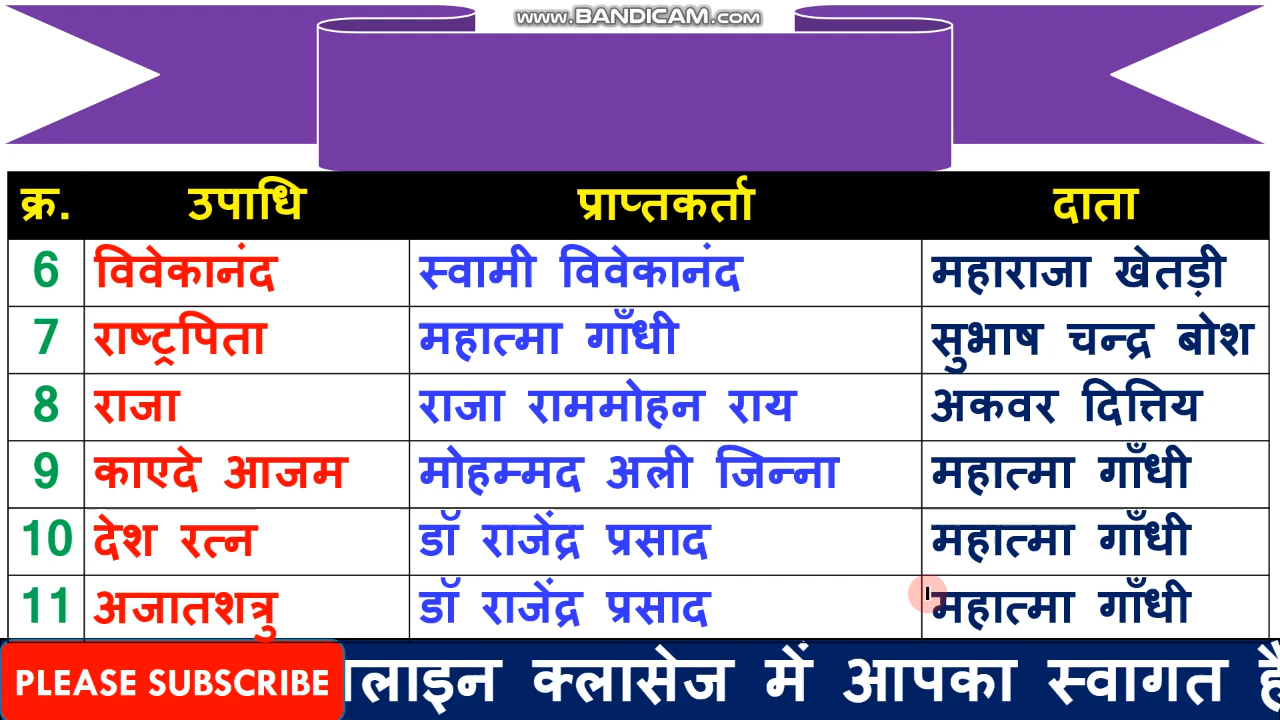 www.BANDICAM.com
क्र. उपाधि प्राप्तकर्ता दाता
6 विवेकानंद स्वामी विवेकानंद महाराजा खेतड़ी
7 राष्ट्रपिता महात्मा गाँधी सुभाष चन्द्र बोश
8 राजा राजा राममोहन राय अकवर दित्तिय
9 काएदे आजम मोहम्मद अली जिन्ना महात्मा गाँधी
10 देश रत्न डॉ राजेंद्र प्रसाद महात्मा गाँधी
11 अजातशत्रु डॉ राजेंद्र प्रसाद महात्मा गाँधी
PLEASE SUBSCRIBE लाइन क्लासेज में आपका स्वागत है